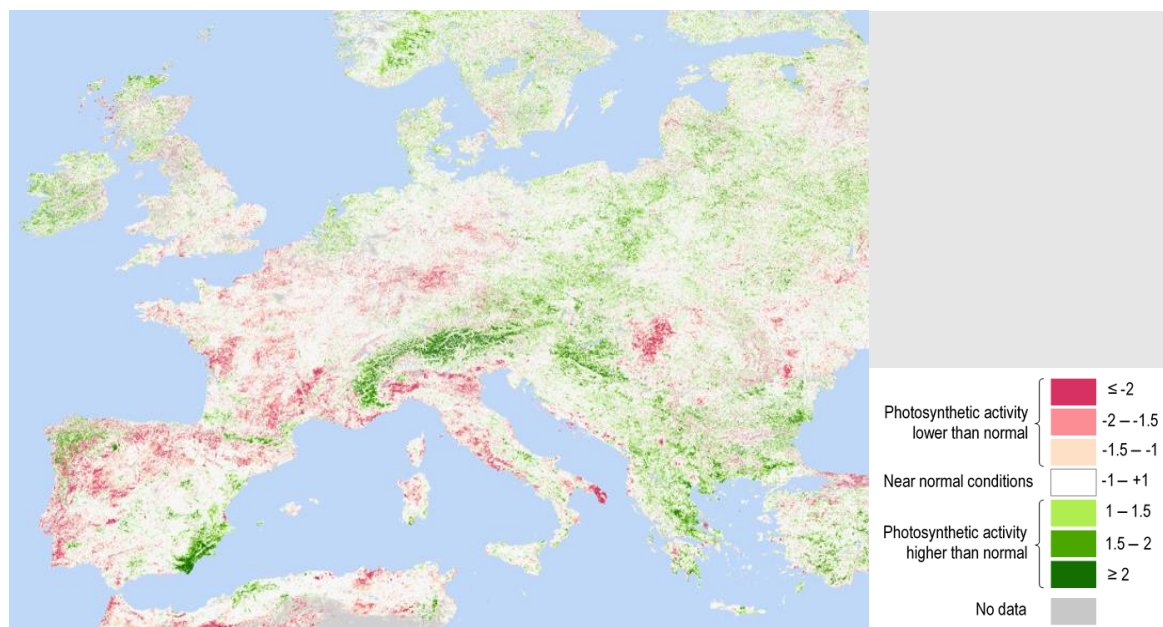 ≤ -2
Photosynthetic activity
lower than normal
-2 – -1.5
-1.5 – -1
Near normal conditions
-1 – +1
1 – 1.5
Photosynthetic activity
higher than normal
1.5 – 2
≥ 2
No data